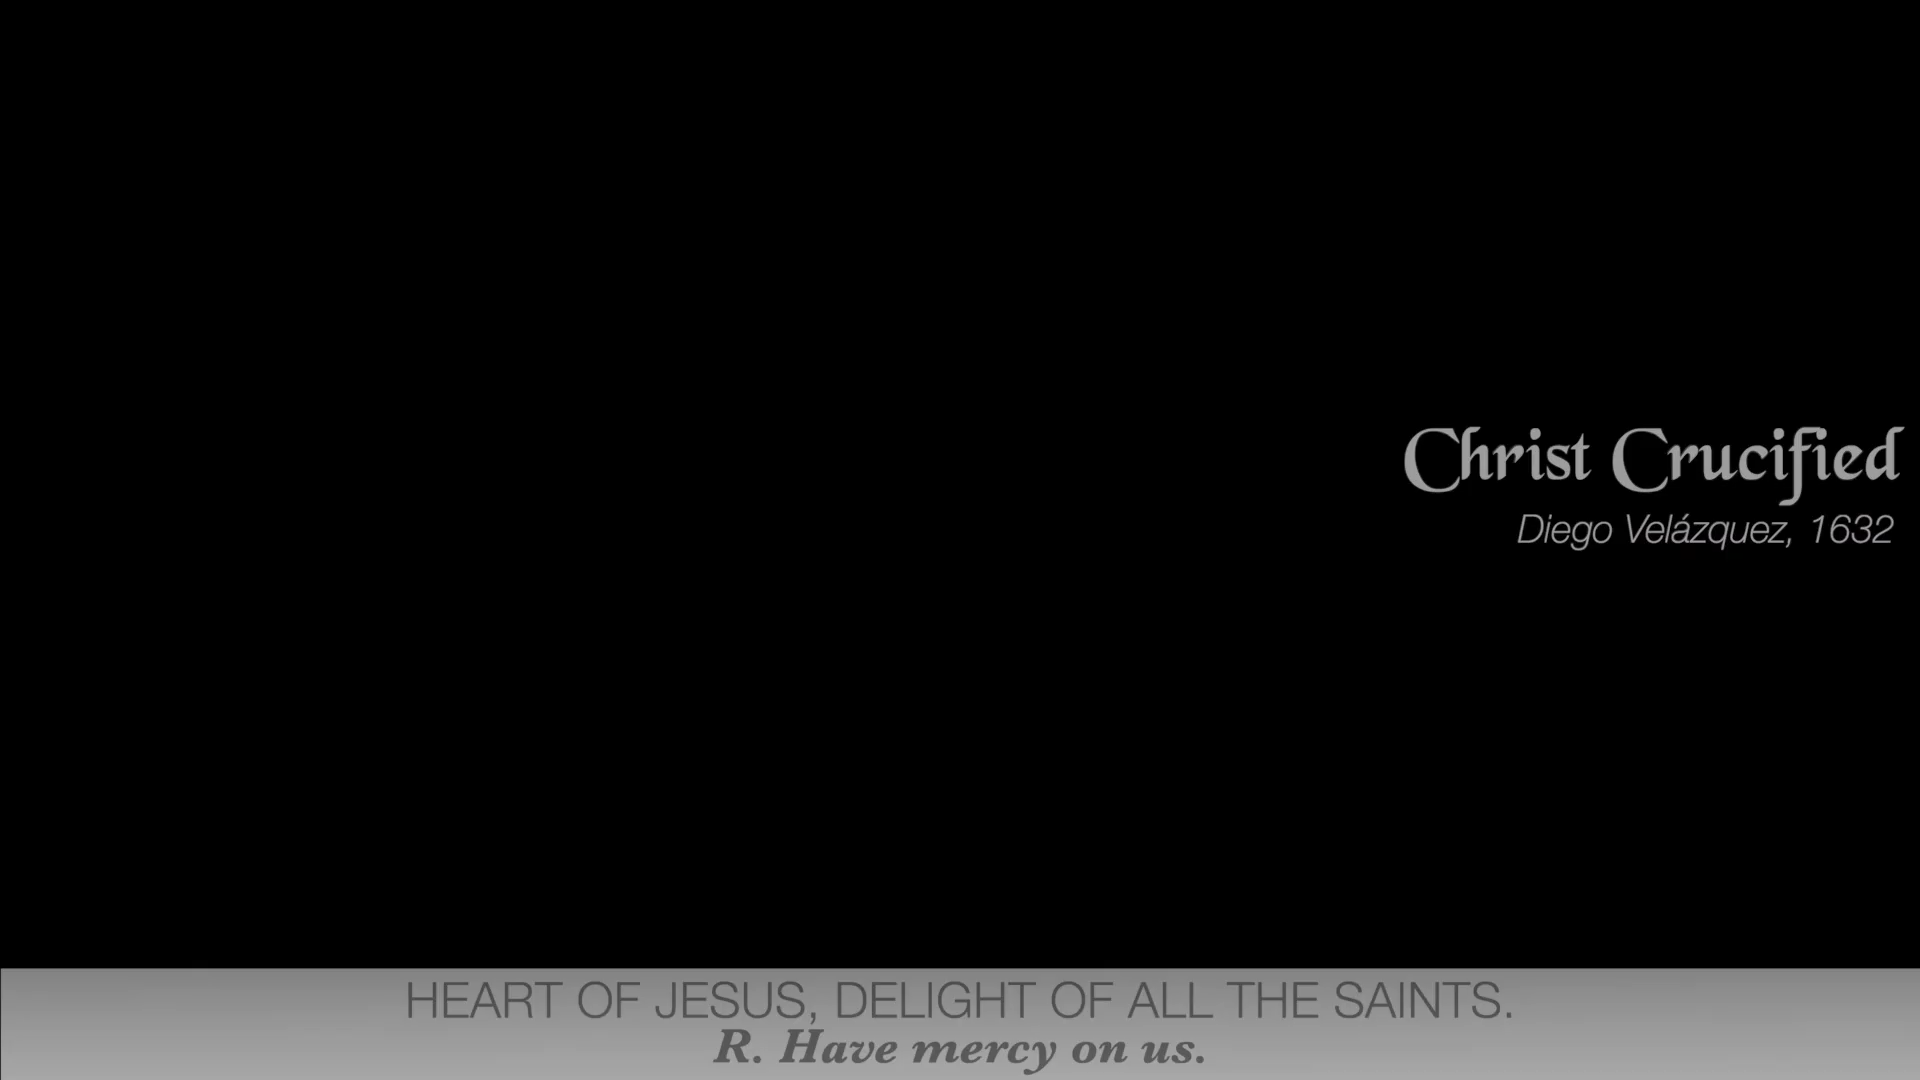 Christ Crucified
Diego Velázquez, 1632
HEART OF JESUS, DELIGHT OF ALL THE SAINTS.
R. Have mercy on us.